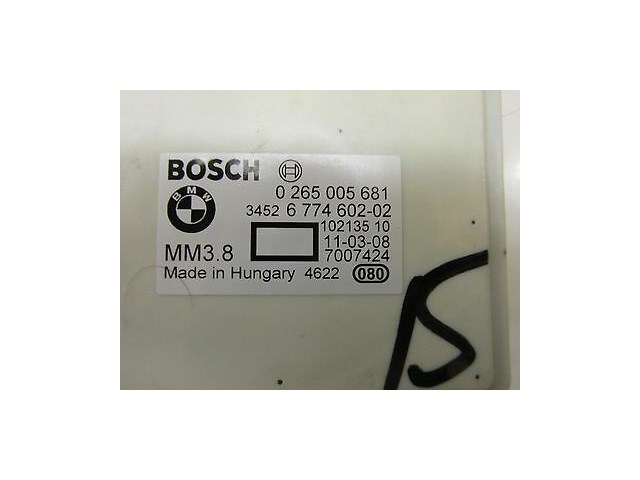 BOSCH
BMW
0 265 005 681
3452 6 774 602-02
102135 10
11-03-08
MM3.8
7007424
Made in Hungary 4622 080